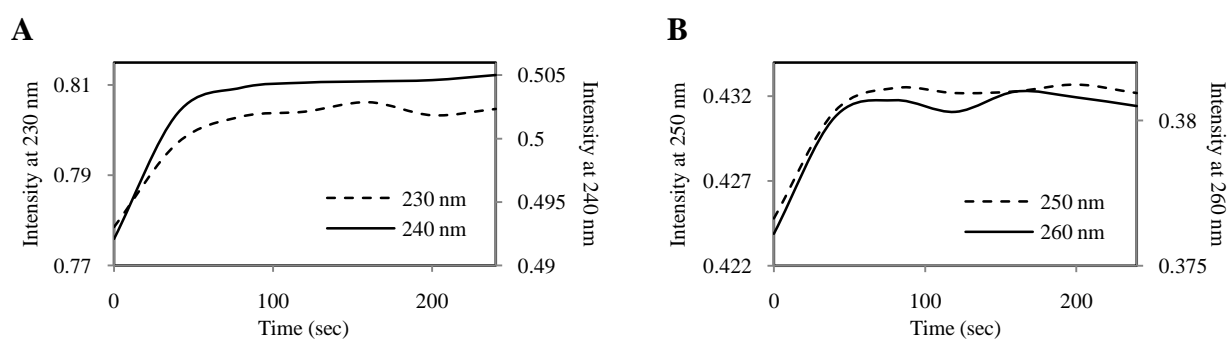 A
Intensity at 230 nm
0.81
0.79
0.77
0.505
0.5
0.495
0.49
Intensity at 240 nm
230 nm
240 nm
0
100
200
Time (sec)
B
Intensity at 250 nm
0.432
0.427
0.422
0.38
0.375
Intensity at 260 nm
250 nm
260 nm
0
100
200
Time (sec)